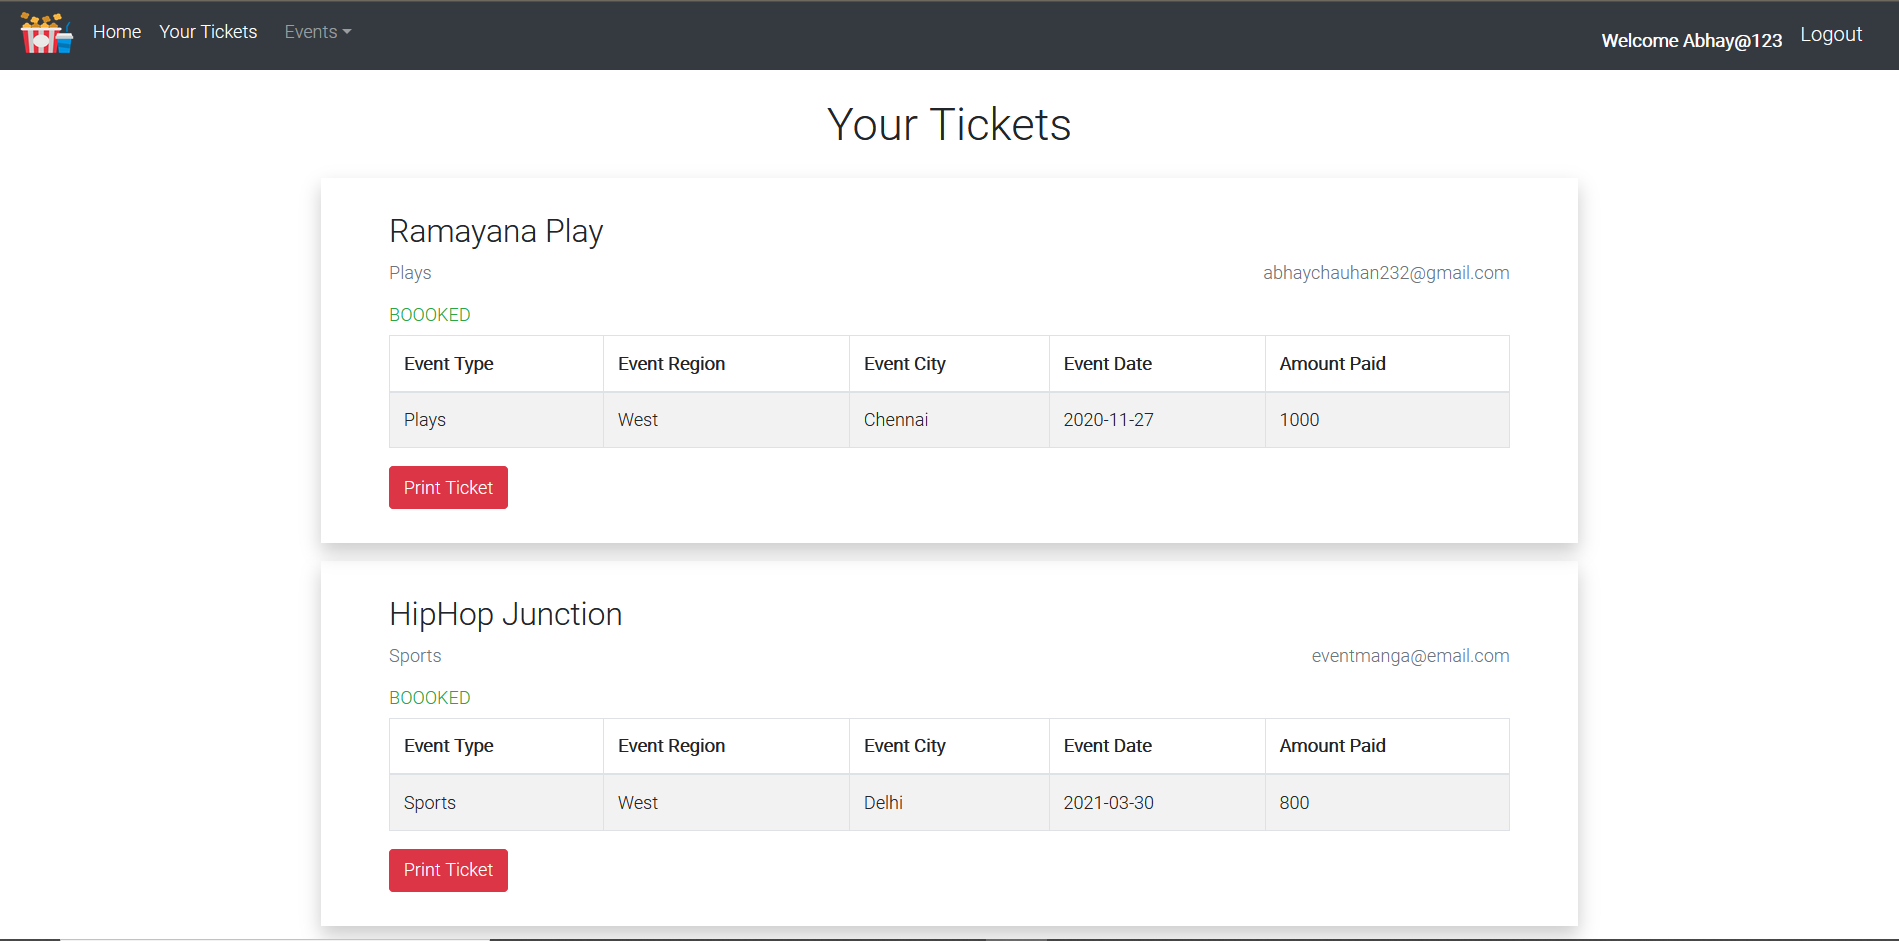 Home Your Tickets Events Welcome Abhay@123 Logout
Your Tickets
Ramayana Play
Plays abhaychauhan232@gmail.com
BOOOKED
Event Type Event Region Event City Event Date Amount Paid
Plays West Chennai 2020-11-27 1000
Print Ticket
HipHop Junction
Sports eventmanga@email.com
BOOOKED
Event Type Event Region Event City Event Date Amount Paid
Sports West Delhi 2021-03-30 800
Print Ticket